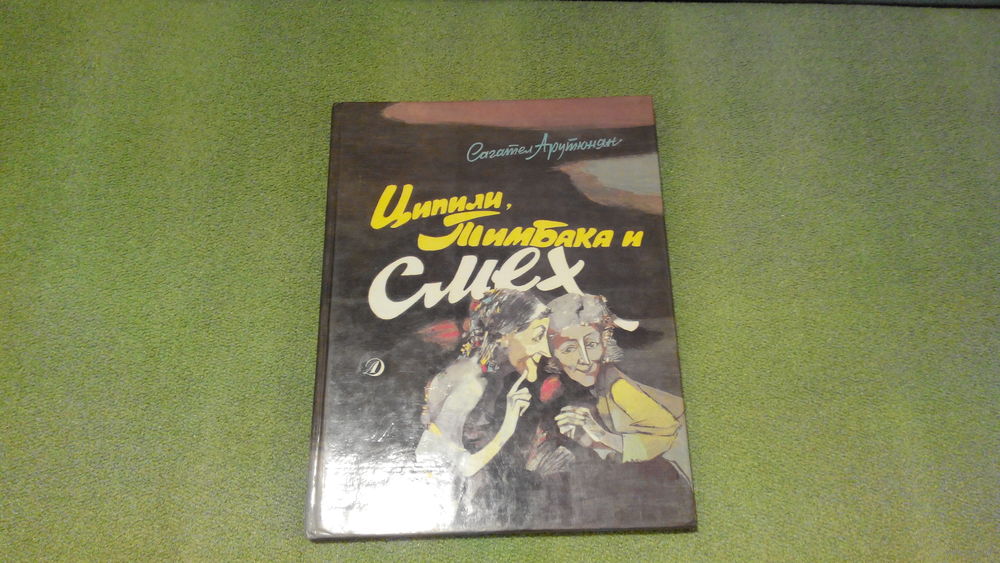 Сагател Арутюнян
Ципили,
Тимбака и
Смех
Д